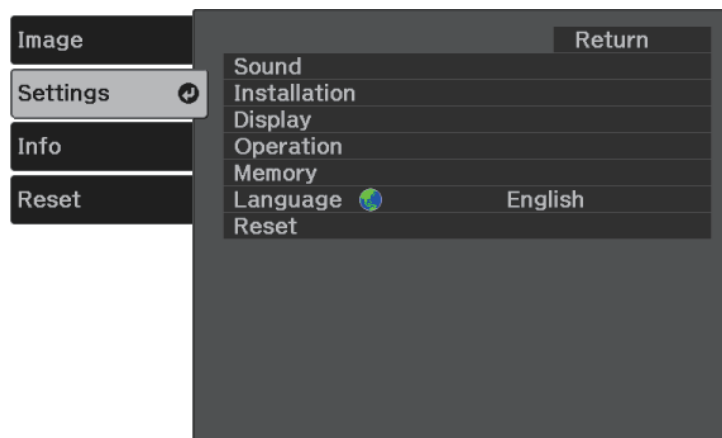 Image
Settings
Info
Reset
Return
Sound
Installation
Display
Operation
Memory
Language English
Reset